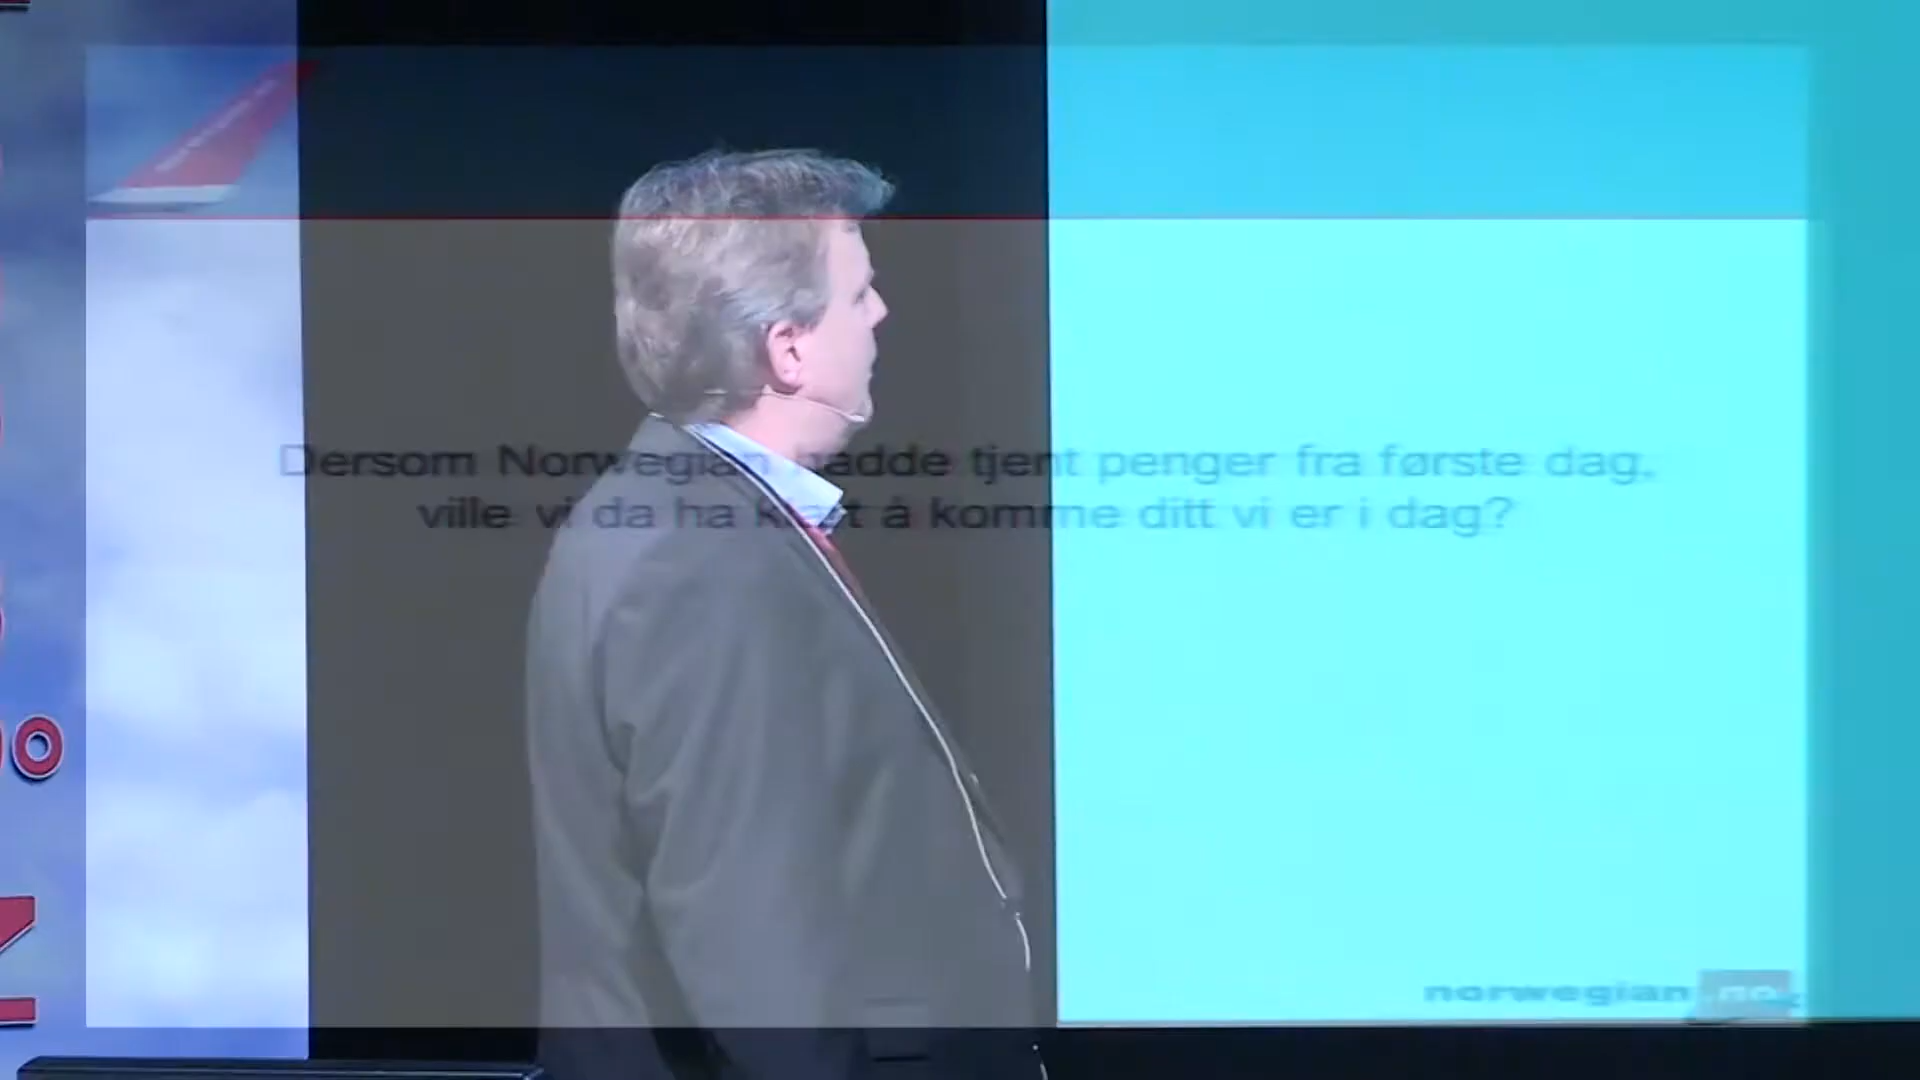 Dersom Norwegian hadde tjent penger fra første dag,
ville vi da ha klart å komme ditt vi er i dag?
norwegian.no